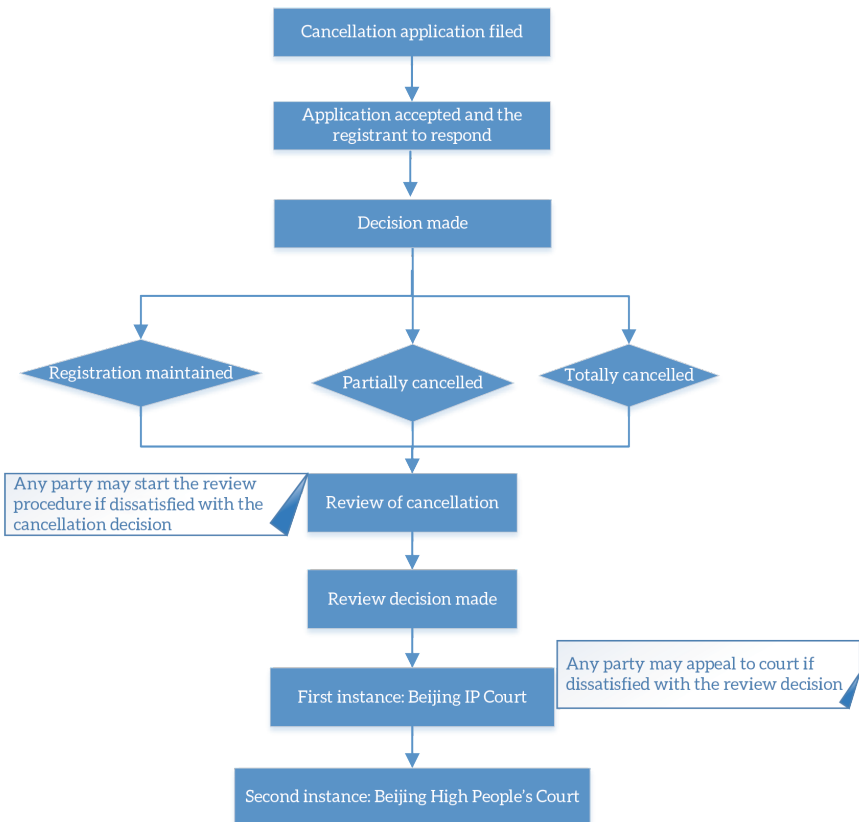 Cancellation application filed
Application accepted and the
registrant to respond
Decision made
Registration maintained
Partially cancelled
Totally cancelled
Any party may start the review
procedure if dissatisfied with the
cancellation decision
Review of cancellation
Review decision made
Any party may appeal to court if
dissatisfied with the review decision
First instance: Beijing IP Court
Second instance: Beijing High People's Court